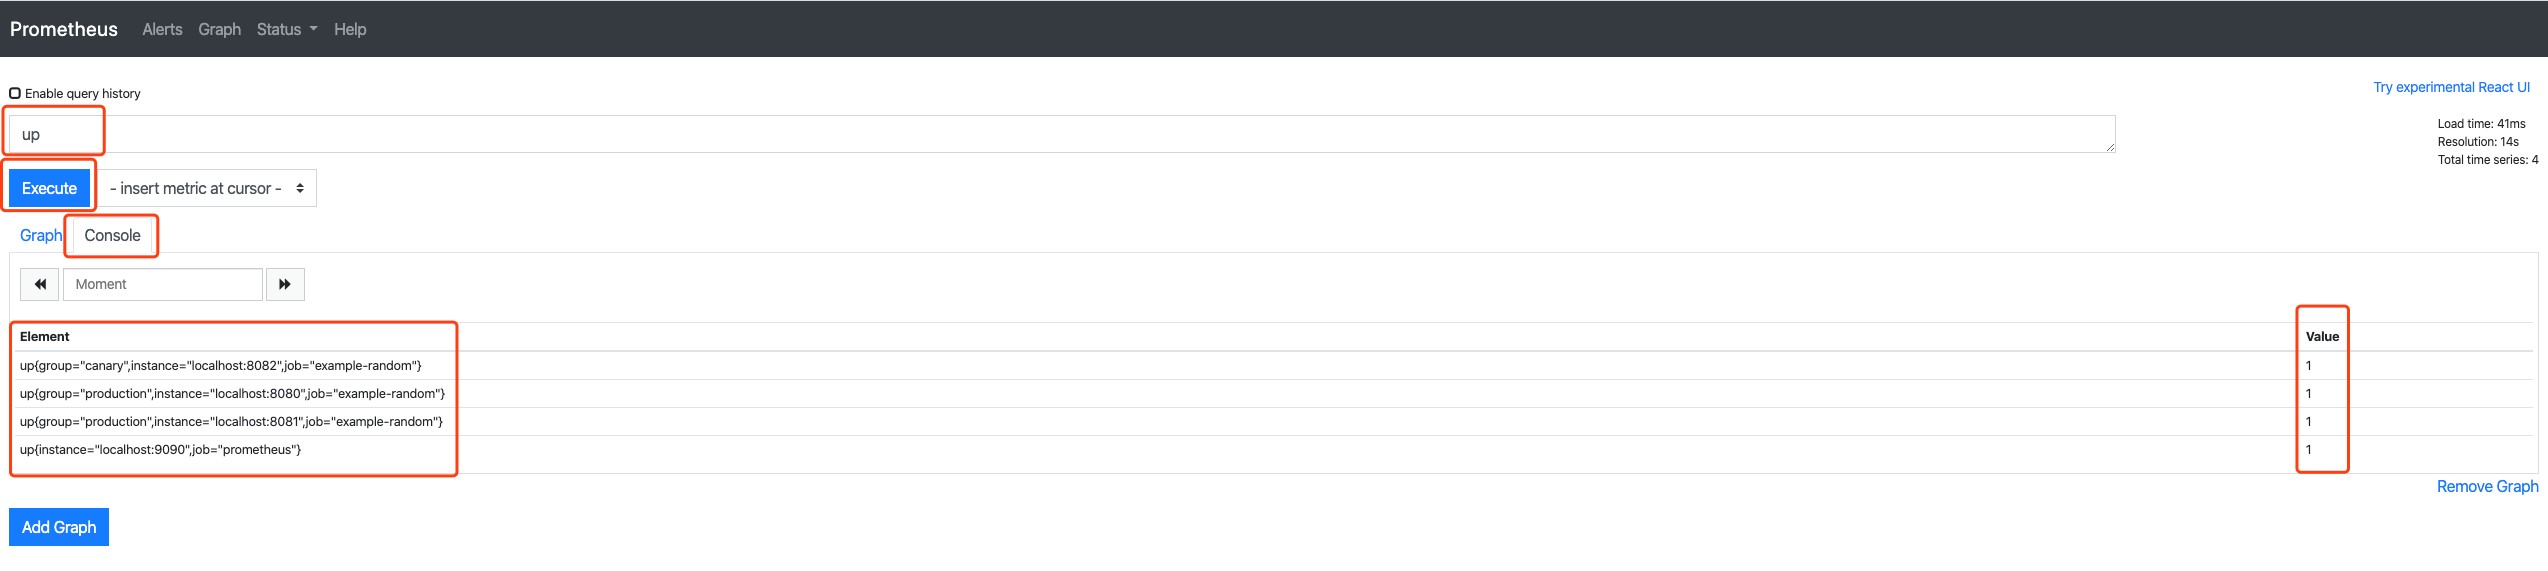 Prometheus Alerts Graph Status Help
Enable query history
Try experimental React UI
up
Load time: 41ms
Resolution: 14s
Total time series: 4
Execute - insert metric at cursor -
Graph Console
Moment
Element Value
up{group="canary",instance="localhost:8082",job="example-random"} 1
up{group="production",instance="localhost:8080",job="example-random"} 1
up{group="production",instance="localhost:8081",job="example-random"} 1
up{instance="localhost:9090",job="prometheus"} 1
Remove Graph
Add Graph